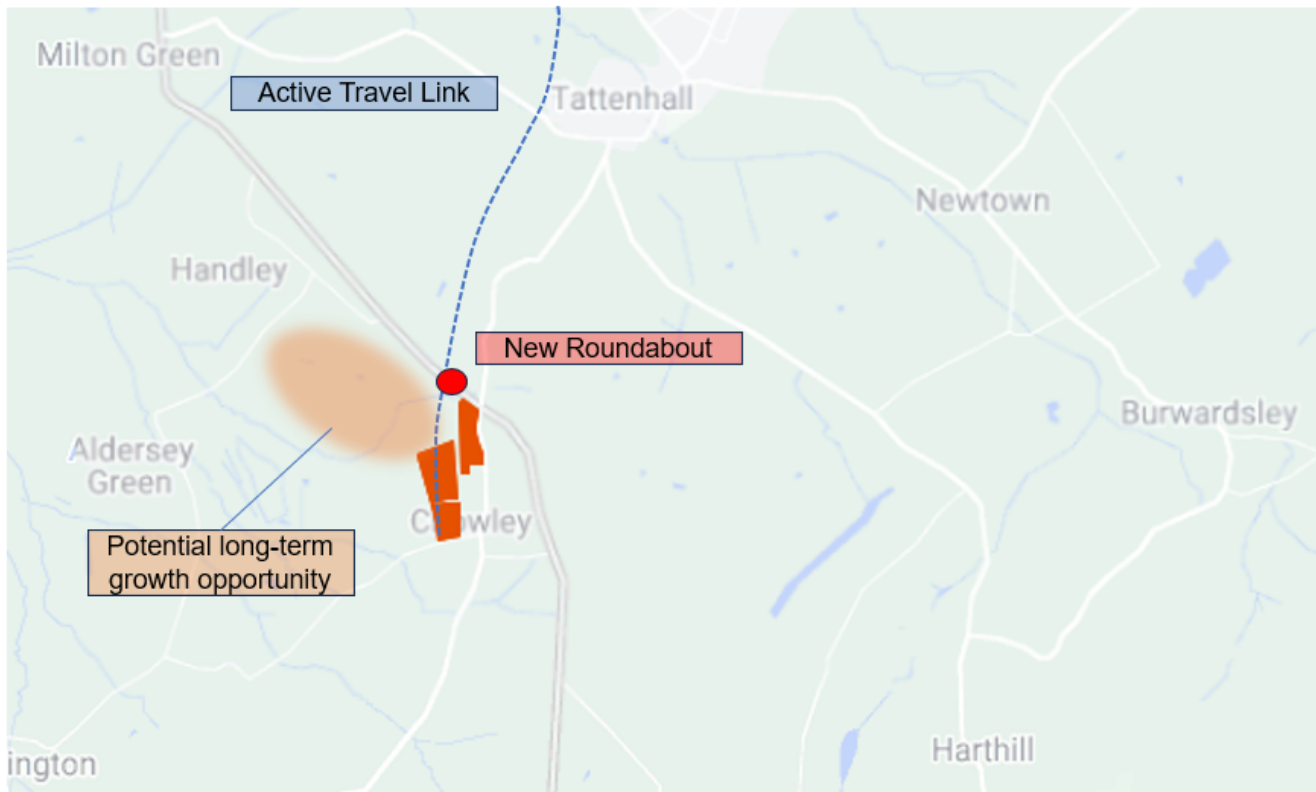 Milton Green
Active Travel Link
Tattenhall
Newtown
Handley
New Roundabout
Burwardsley
Aldersey
Green
Potential long-term
growth opportunity
Harthill
ington